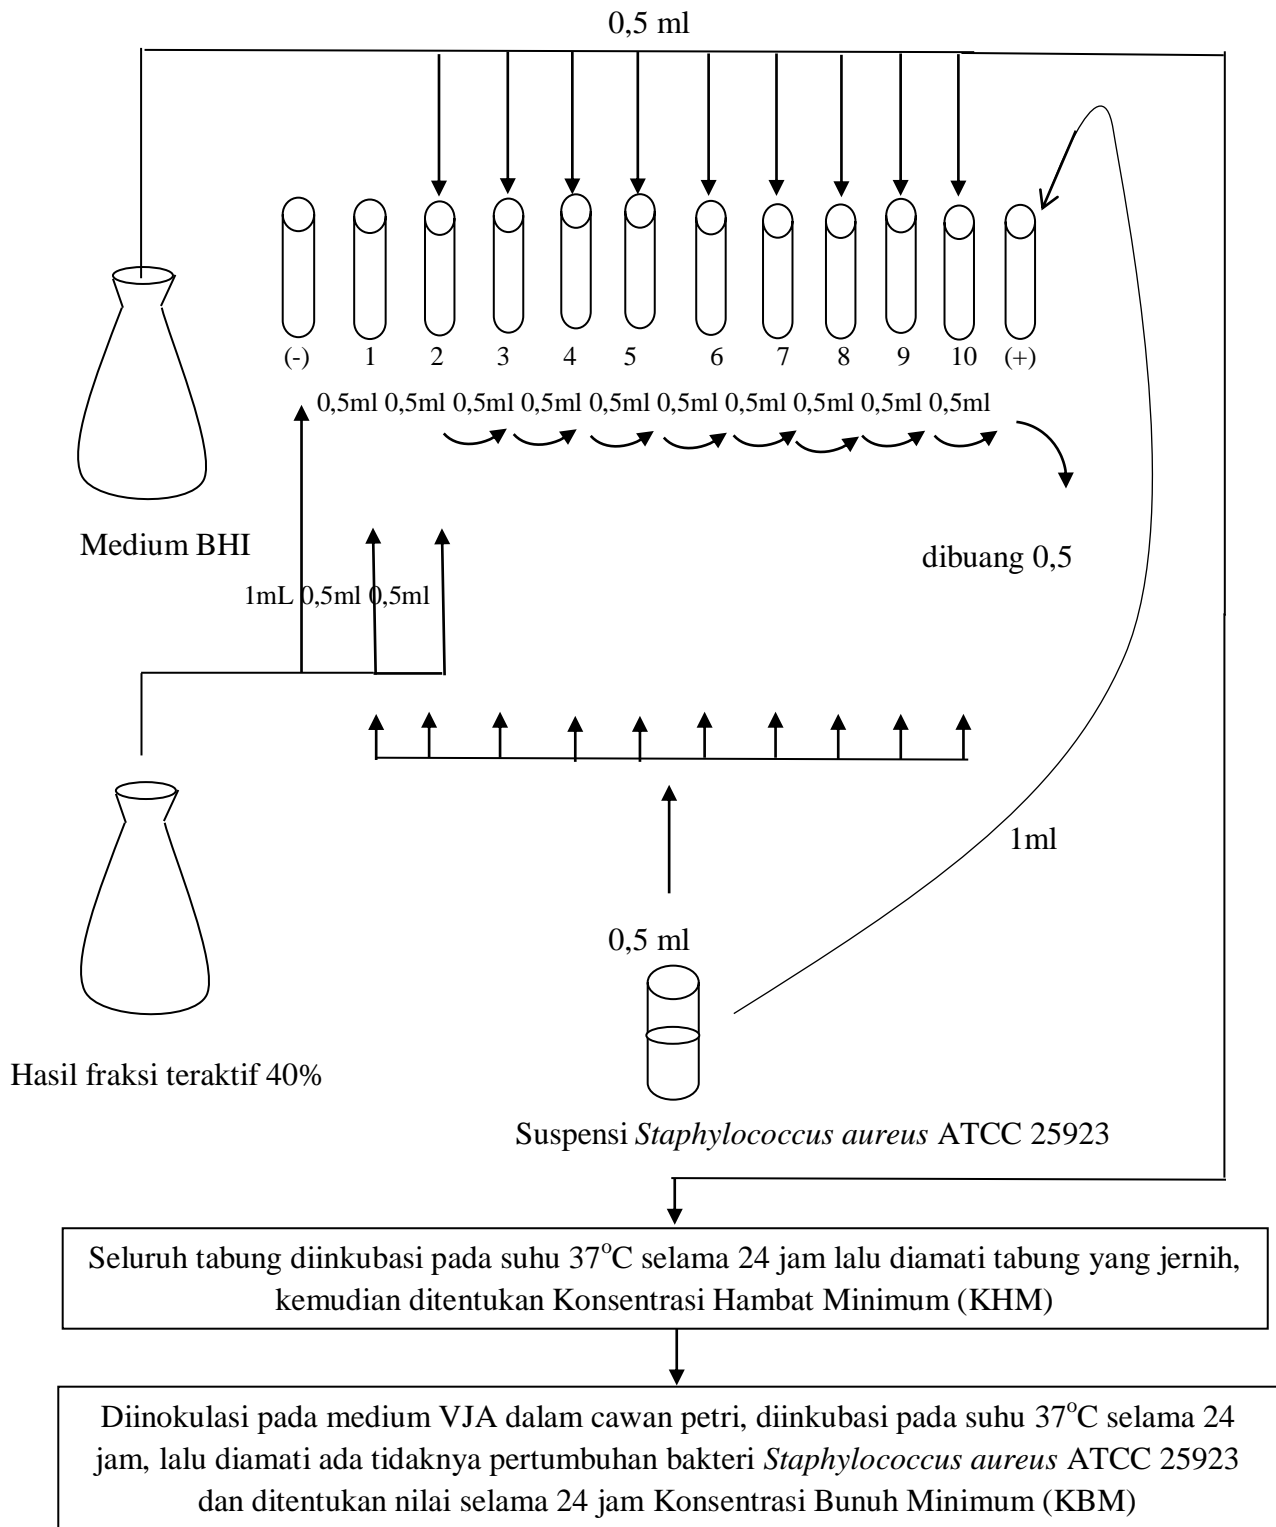 0,5 ml
(-) 1 2 3 4 5 6 7 8 9 10 (+)
0,5ml 0,5ml 0,5ml 0,5ml 0,5ml 0,5ml 0,5ml 0,5ml 0,5ml 0,5ml
Medium BHI
dibuang 0,5
1mL 0,5ml 0,5ml
1ml
0,5 ml
Hasil fraksi teraktif 40%
Suspensi Staphylococcus aureus ATCC 25923
Seluruh tabung diinkubasi pada suhu 37°C selama 24 jam lalu diamati tabung yang jernih,
kemudian ditentukan Konsentrasi Hambat Minimum (KHM)
Diinokulasi pada medium VJA dalam cawan petri, diinkubasi pada suhu 37°C selama 24
jam, lalu diamati ada tidaknya pertumbuhan bakteri Staphylococcus aureus ATCC 25923
dan ditentukan nilai selama 24 jam Konsentrasi Bunuh Minimum (KBM)